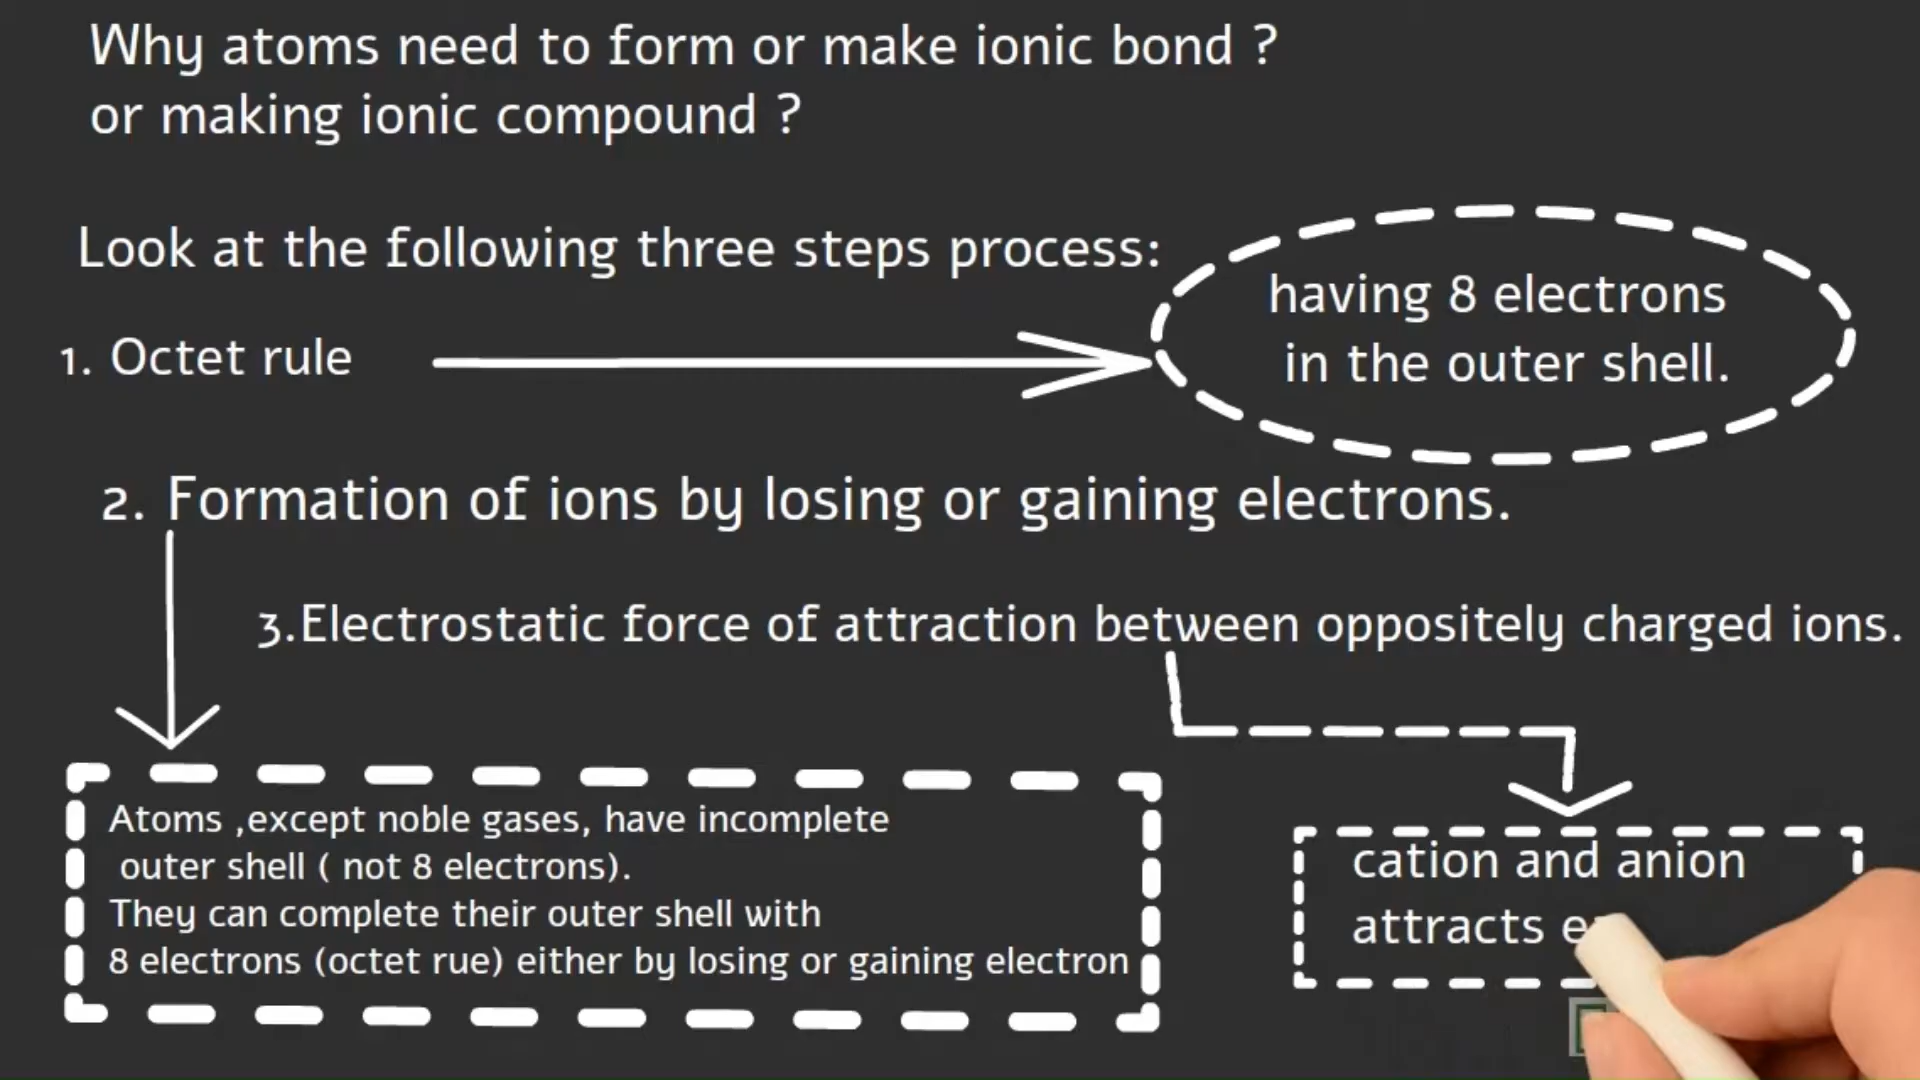 Why atoms need to form or make ionic bond ?
or making ionic compound ?
Look at the following three steps process:
having 8 electrons
in the outer shell.
1. Octet rule
2. Formation of ions by losing or gaining electrons.
3.Electrostatic force of attraction between oppositely charged ions.
Atoms ,except noble gases, have incomplete
outer shell ( not 8 electrons).
They can complete their outer shell with
8 electrons (octet rue) either by losing or gaining electron
cation and anion
attracts